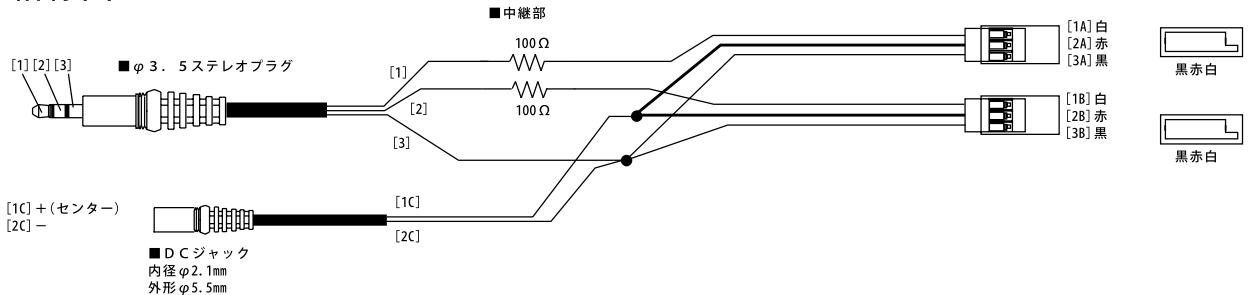 ■中継部
[1A] 白
[2A] 赤
[3A] 黒
黒赤白
100Ω
[1] [2] [3]
■φ3．5ステレオプラグ
[1]
[2]
100Ω
[1B] 白
[2B] 赤
[3B] 黒
黒赤白
[3]
[1C] +(センター)
[2C] −
[1C]
[2C]
■DCジャック
内径φ2.1mm
外形φ5.5mm